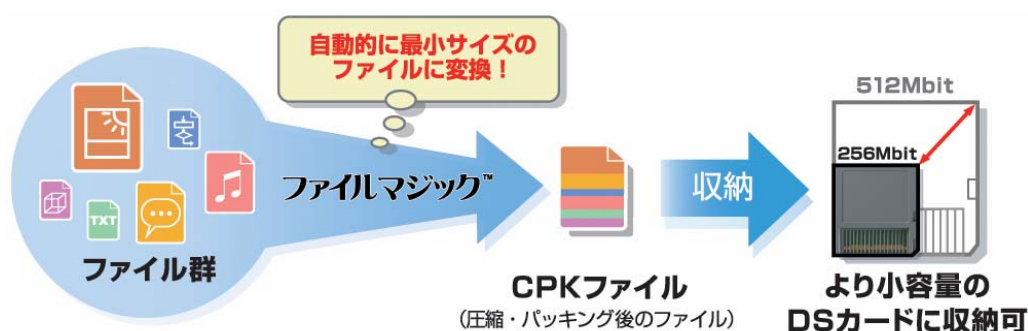 自動的に最小サイズの
ファイルに変換！
512Mbit
256Mbit
TXT
ファイルマジック™
収納
ファイル群
CPKファイル
（圧縮・パッキング後のファイル）
より小容量の
DSカードに収納可